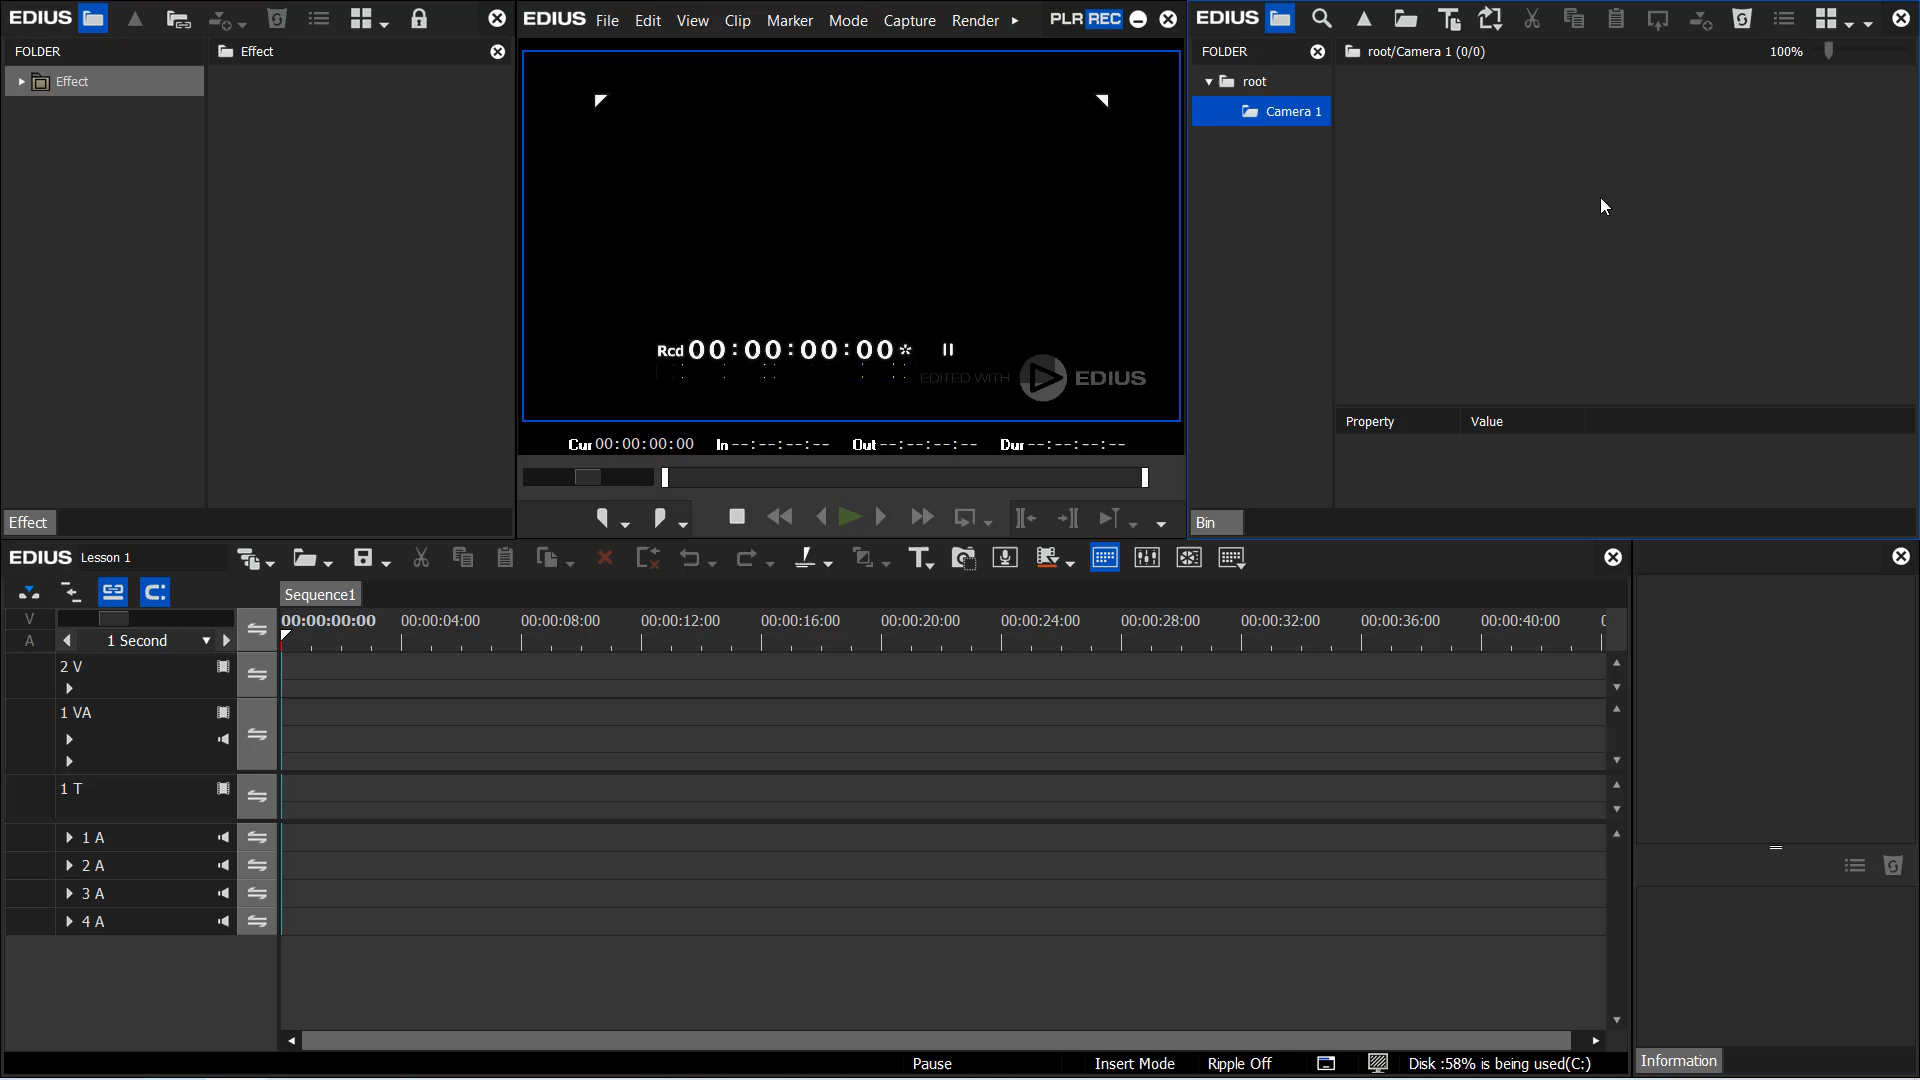 EDIUS
FOLDER
Effect
Effect
Effect
EDIUS File Edit View Clip Marker Mode Capture Render PLR REC
Rcd 00:00:00:00 * II
EDITED WITH EDIUS
Cur 00:00:00:00 In --:--:--:-- Out --:--:--:-- Dur --:--:--:--
EDIUS
FOLDER
root/Camera 1 (0/0) 100%
root
Camera 1
Property Value
Bin
EDIUS Lesson 1
Sequence1
V
A
1 Second
00:00:00:00 00:00:04:00 00:00:08:00 00:00:12:00 00:00:16:00 00:00:20:00 00:00:24:00 00:00:28:00 00:00:32:00 00:00:36:00 00:00:40:00
2 V
1 VA
1 T
1 A
2 A
3 A
4 A
Pause Insert Mode Ripple Off Disk :58% is being used(C:)
Information